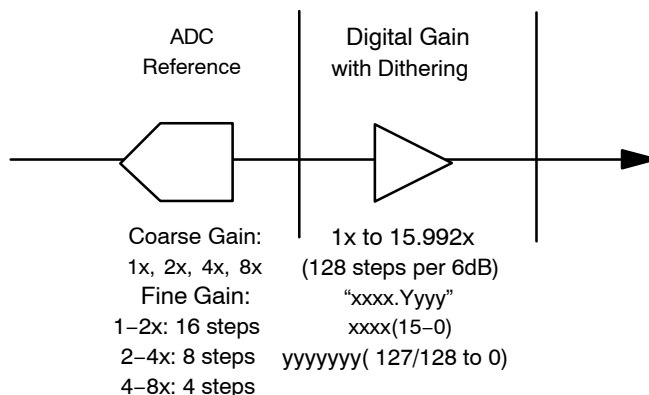 ADC
Reference
Digital Gain
with Dithering
Coarse Gain:
1x, 2x, 4x, 8x
Fine Gain:
1−2x: 16 steps
2−4x: 8 steps
4−8x: 4 steps
1x to 15.992x
(128 steps per 6dB)
“xxxx.Yyyy”
xxxx(15−0)
yyyyyyy( 127/128 to 0)